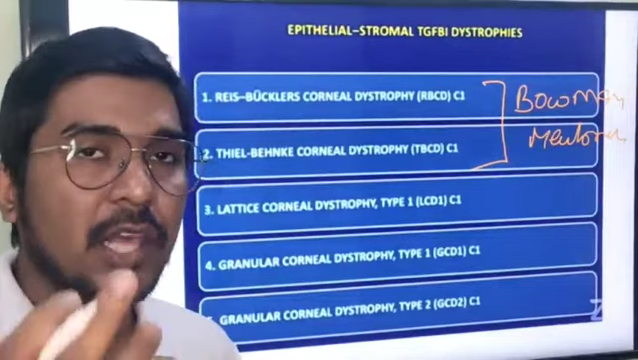 EPITHELIAL–STROMAL TGFBI DYSTROPHIES
1. REIS–BÜCKLERS CORNEAL DYSTROPHY (RBCD) C1
Bowman
2. THIEL-BEHNKE CORNEAL DYSTROPHY (TBCD) C1
3. LATTICE CORNEAL DYSTROPHY, TYPE 1 (LCD1) C1
4. GRANULAR CORNEAL DYSTROPHY, TYPE 1 (GCD1) C1
GRANULAR CORNEAL DYSTROPHY, TYPE 2 (GCD2) C1